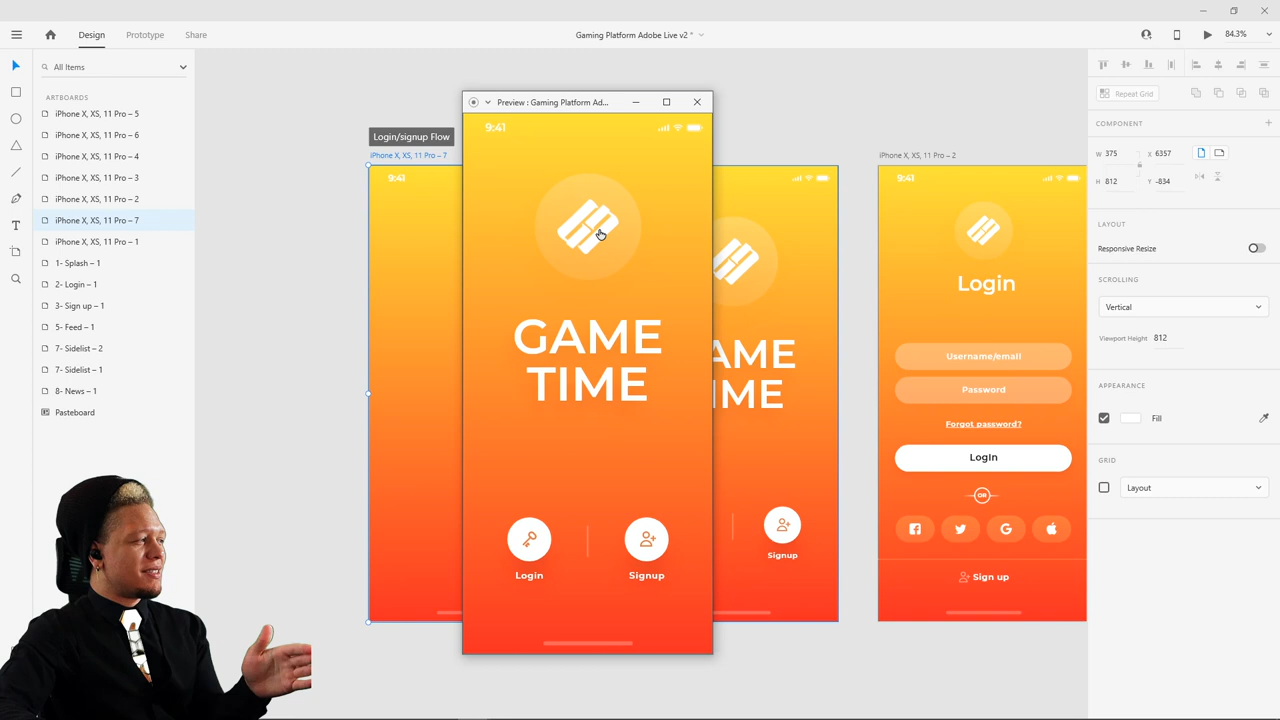 Design
Prototype
Share
Gaming Platform Adobe Live v2 *
84.3%
All Items
ARTBOARDS
iPhone X, XS, 11 Pro – 5
iPhone X, XS, 11 Pro – 6
iPhone X, XS, 11 Pro – 4
iPhone X, XS, 11 Pro – 3
iPhone X, XS, 11 Pro – 2
iPhone X, XS, 11 Pro – 7
iPhone X, XS, 11 Pro – 1
1- Splash – 1
2- Login – 1
3- Sign up – 1
5- Feed – 1
7- Sidelist – 2
7- Sidelist – 1
8- News – 1
Pasteboard
Login/signup Flow
iPhone X, XS, 11 Pro – 7
9:41
Preview : Gaming Platform Ad...
9:41
GAME
TIME
Login
Signup
AME
IME
Signup
iPhone X, XS, 11 Pro – 2
9:41
Login
Username/email
Password
Forgot password?
Login
OR
Sign up
Repeat Grid
COMPONENT
W 375 X 6357
H 812 Y -834
LAYOUT
Responsive Resize
SCROLLING
Vertical
Viewport Height 812
APPEARANCE
Fill
GRID
Layout